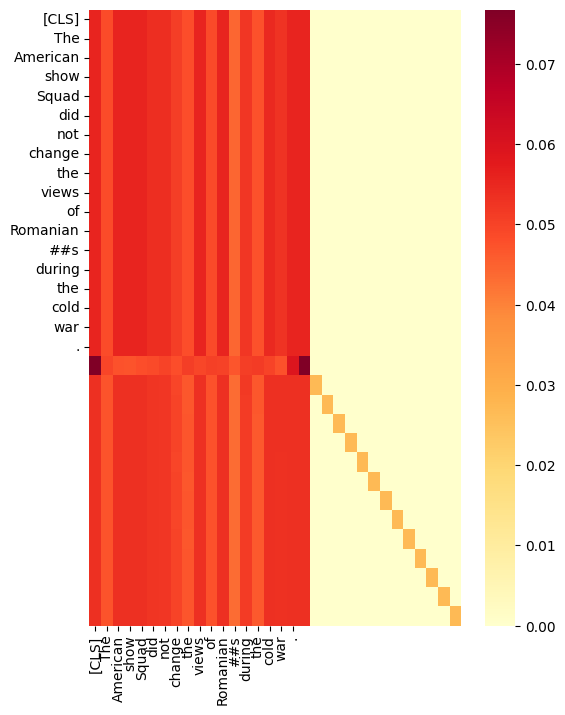 [CLS]
The
American
show
Squad
did
not
change
the
views
of
Romanian
##s
during
the
cold
war
.
0.07
0.06
0.05
0.04
0.03
0.02
0.01
0.00
[CLS]
The
American
show
Squad
did
not
change
the
views
of
Romanian
##s
during
the
cold
war
.